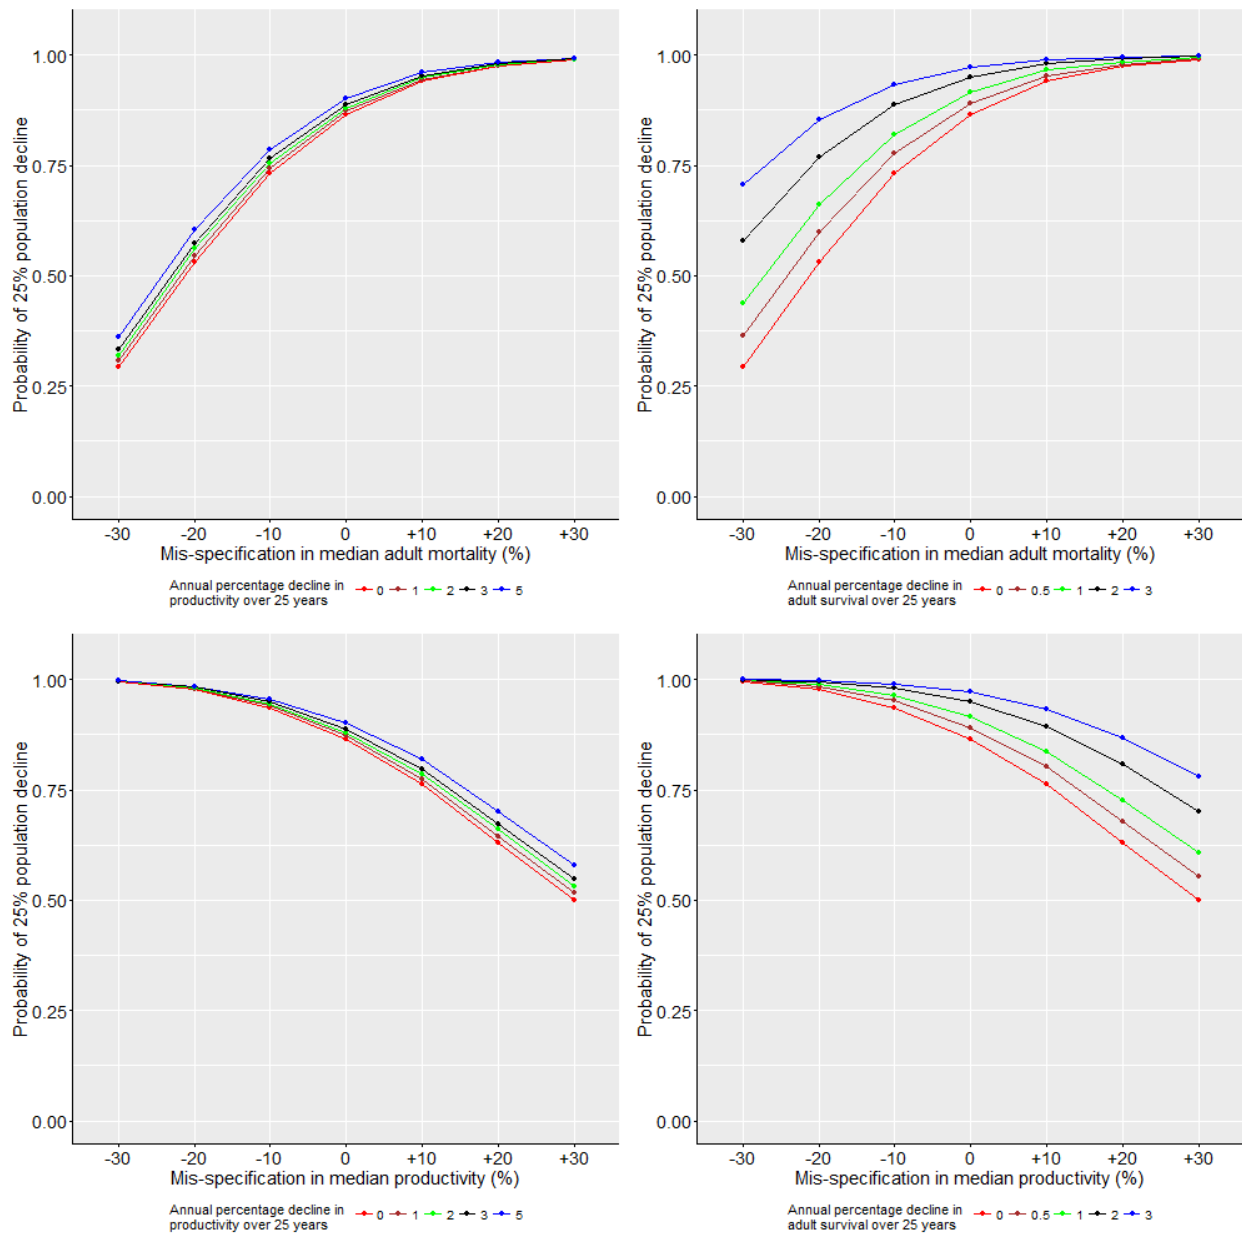 Probability of 25% population decline
1.00
0.75
0.50
0.25
0.00
-30 -20 -10 0 +10 +20 +30
Mis-specification in median adult mortality (%)
Annual percentage decline in
productivity over 25 years
0 1 2 3 5
Probability of 25% population decline
1.00
0.75
0.50
0.25
0.00
-30 -20 -10 0 +10 +20 +30
Mis-specification in median adult mortality (%)
Annual percentage decline in
adult survival over 25 years
0 0.5 1 2 3
Probability of 25% population decline
1.00
0.75
0.50
0.25
0.00
-30 -20 -10 0 +10 +20 +30
Mis-specification in median productivity (%)
Annual percentage decline in
productivity over 25 years
0 1 2 3 5
Probability of 25% population decline
1.00
0.75
0.50
0.25
0.00
-30 -20 -10 0 +10 +20 +30
Mis-specification in median productivity (%)
Annual percentage decline in
adult survival over 25 years
0 0.5 1 2 3